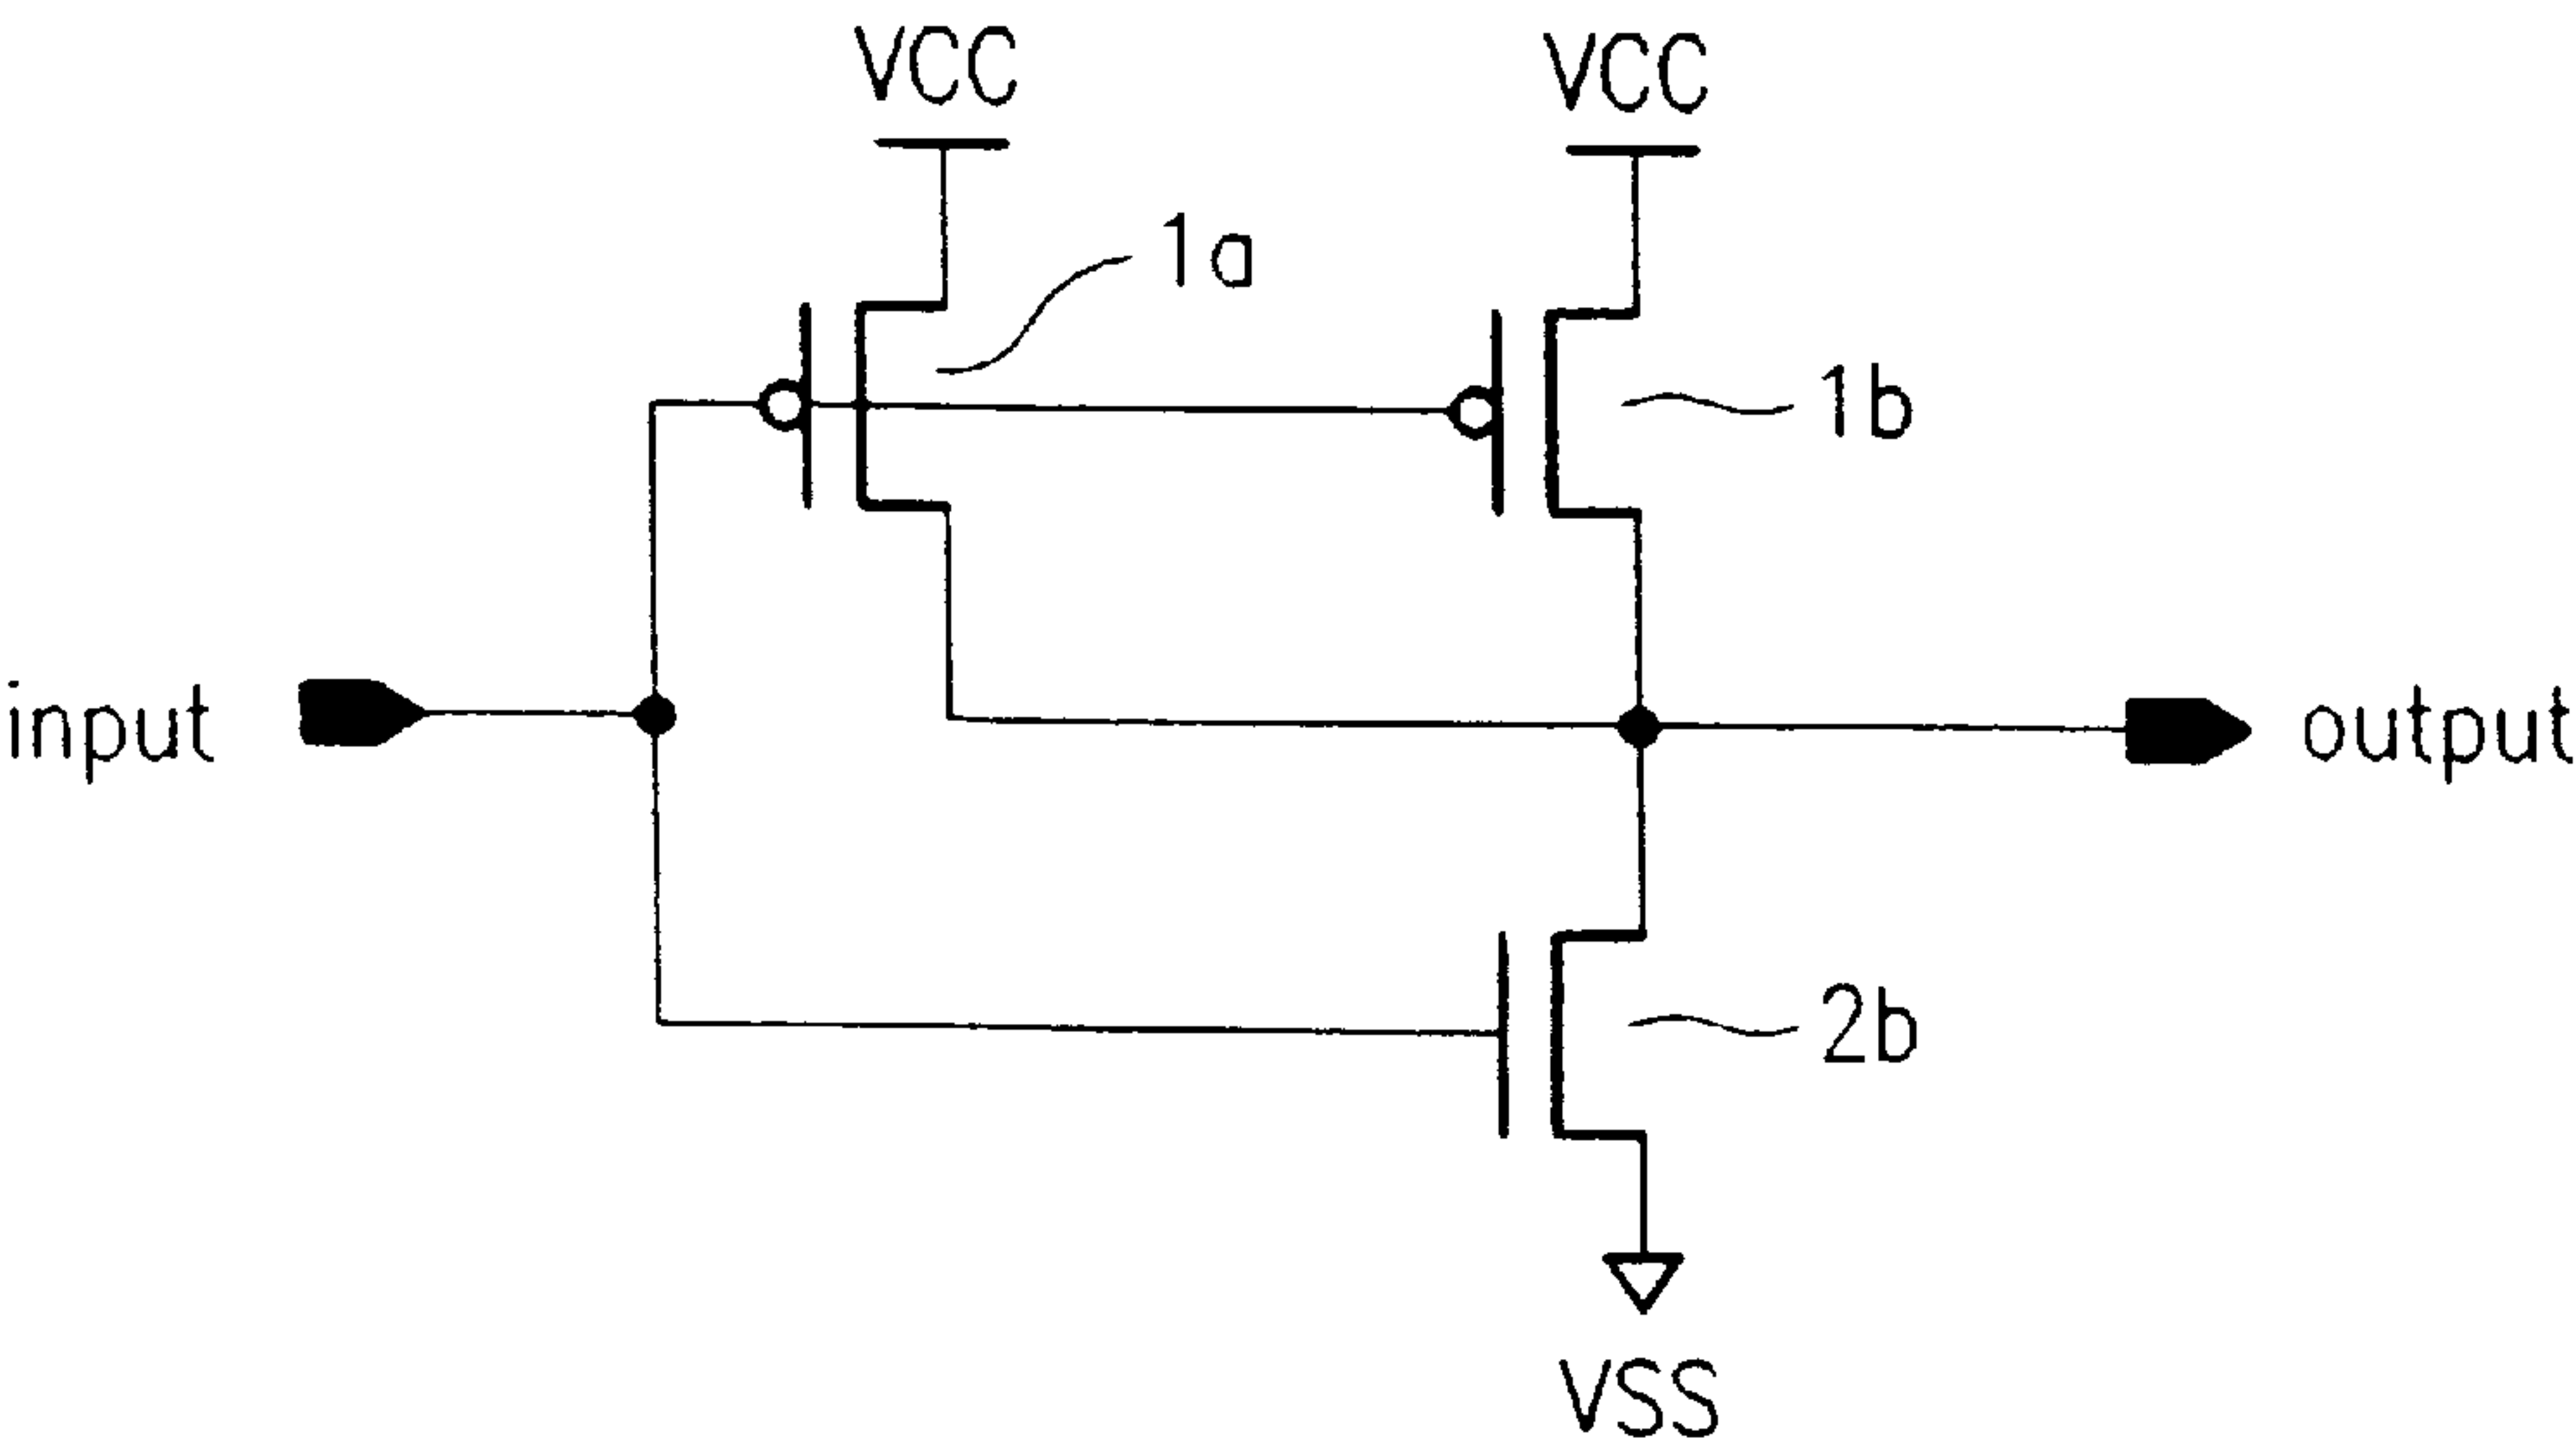 VCC
VCC
1a
1b
input
output
2b
VSS